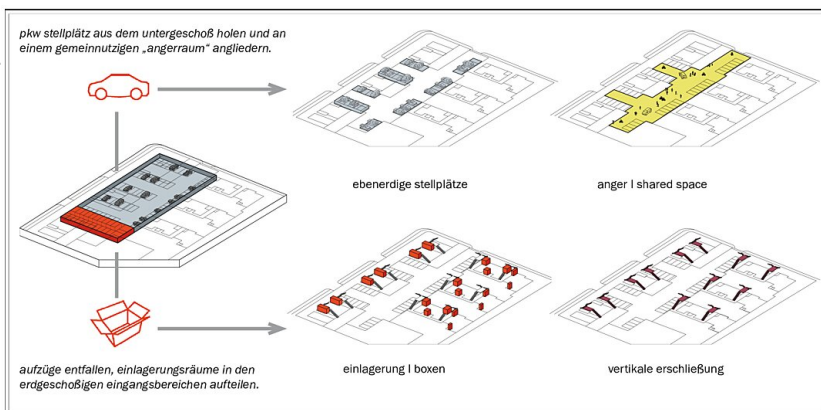 pkw stellplätz aus dem untergeschoß holen und an
einem gemeinnutzigen „angerraum“ angliedern.
ebenerdige stellplätze
anger I shared space
einlagerung I boxen
vertikale erschließung
aufzüge entfallen, einlagerungsräume in den
erdgeschoßigen eingangsbereichen aufteilen.